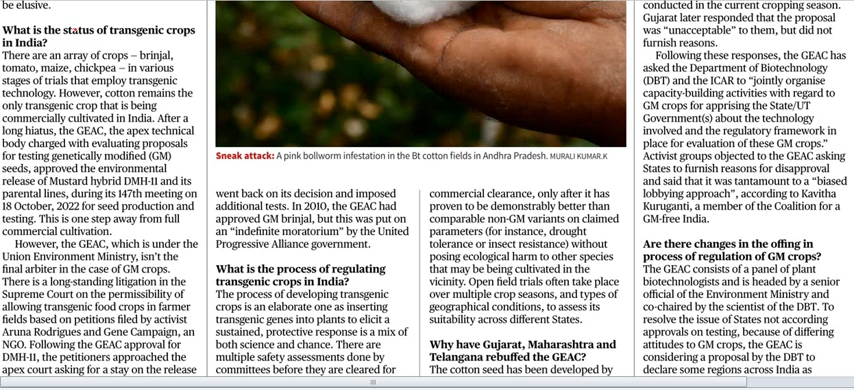 be elusive.
What is the status of transgenic crops
in India?
There are an array of crops — brinjal,
tomato, maize, chickpea — in various
stages of trials that employ transgenic
technology. However, cotton remains the
only transgenic crop that is being
commercially cultivated in India. After a
long hiatus, the GEAC, the apex technical
body charged with evaluating proposals
for testing genetically modified (GM)
seeds, approved the environmental
release of Mustard hybrid DMH-11 and its
parental lines, during its 147th meeting on
18 October, 2022 for seed production and
testing. This is one step away from full
commercial cultivation.
However, the GEAC, which is under the
Union Environment Ministry, isn't the
final arbiter in the case of GM crops.
There is a long-standing litigation in the
Supreme Court on the permissibility of
allowing transgenic food crops in farmer
fields based on petitions filed by activist
Aruna Rodrigues and Gene Campaign, an
NGO. Following the GEAC approval for
DMH-11, the petitioners approached the
apex court asking for a stay on the release
Sneak attack: A pink bollworm infestation in the Bt cotton fields in Andhra Pradesh. MURALI KUMAR.K
went back on its decision and imposed
additional tests. In 2010, the GEAC had
approved GM brinjal, but this was put on
an “indefinite moratorium” by the United
Progressive Alliance government.
What is the process of regulating
transgenic crops in India?
The process of developing transgenic
crops is an elaborate one as inserting
transgenic genes into plants to elicit a
sustained, protective response is a mix of
both science and chance. There are
multiple safety assessments done by
committees before they are cleared for
commercial clearance, only after it has
proven to be demonstrably better than
comparable non-GM variants on claimed
parameters (for instance, drought
tolerance or insect resistance) without
posing ecological harm to other species
that may be being cultivated in the
vicinity. Open field trials often take place
over multiple crop seasons, and types of
geographical conditions, to assess its
suitability across different States.
Why have Gujarat, Maharashtra and
Telangana rebuffed the GEAC?
The cotton seed has been developed by
conducted in the current cropping season.
Gujarat later responded that the proposal
was “unacceptable” to them, but did not
furnish reasons.
Following these responses, the GEAC has
asked the Department of Biotechnology
(DBT) and the ICAR to “jointly organise
capacity-building activities with regard to
GM crops for apprising the State/UT
Government(s) about the technology
involved and the regulatory framework in
place for evaluation of these GM crops.”
Activist groups objected to the GEAC asking
States to furnish reasons for disapproval
and said that it was tantamount to a “biased
lobbying approach”, according to Kavitha
Kuruganti, a member of the Coalition for a
GM-free India.
Are there changes in the offing in
process of regulation of GM crops?
The GEAC consists of a panel of plant
biotechnologists and is headed by a senior
official of the Environment Ministry and
co-chaired by the scientist of the DBT. To
resolve the issue of States not according
approvals on testing, because of differing
attitudes to GM crops, the GEAC is
considering a proposal by the DBT to
declare some regions across India as